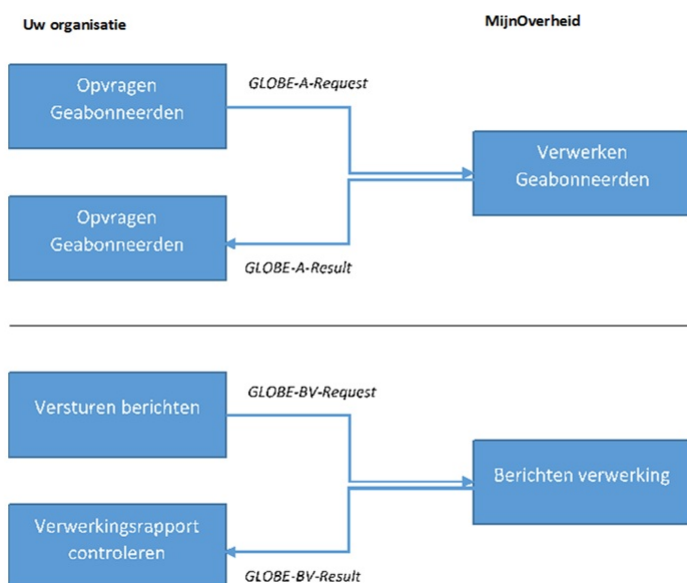 Uw organisatie
MijnOverheid
Opvragen
Geabonneerden
GLOBE-A-Request
Verwerken
Geabonneerden
Opvragen
Geabonneerden
GLOBE-A-Result
Versturen berichten
GLOBE-BV-Request
Berichten verwerking
Verwerkingsrapport
controleren
GLOBE-BV-Result